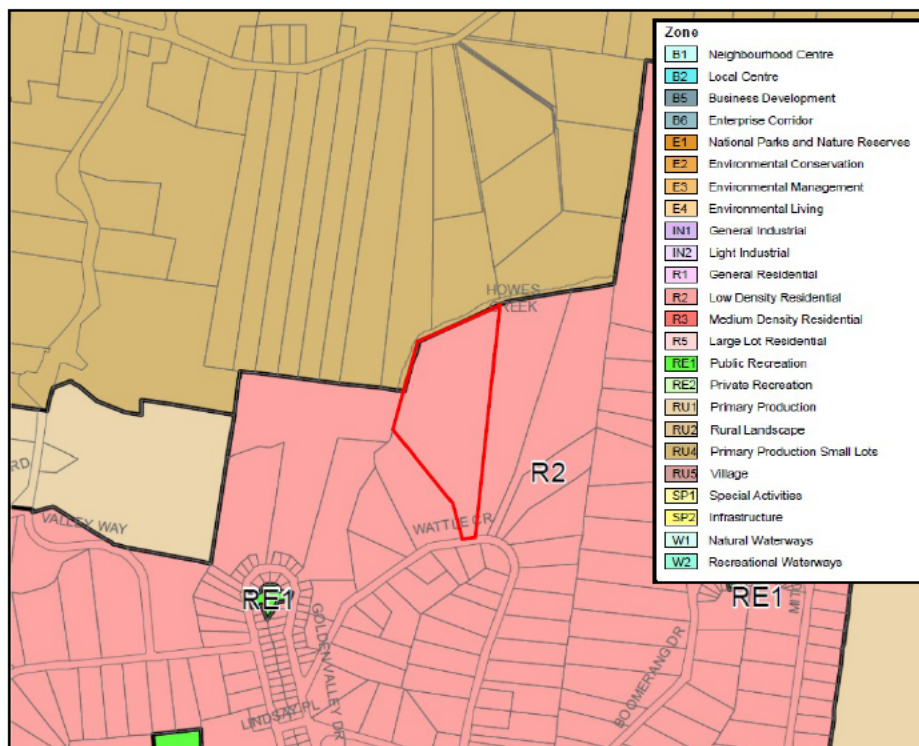 Zone
B1 Neighbourhood Centre
B2 Local Centre
B5 Business Development
B6 Enterprise Corridor
E1 National Parks and Nature Reserves
E2 Environmental Conservation
E3 Environmental Management
E4 Environmental Living
IN1 General Industrial
IN2 Light Industrial
R1 General Residential
R2 Low Density Residential
R3 Medium Density Residential
R5 Large Lot Residential
RE1 Public Recreation
RE2 Private Recreation
RU1 Primary Production
RU2 Rural Landscape
RU4 Primary Production Small Lots
RU5 Village
SP1 Special Activities
SP2 Infrastructure
W1 Natural Waterways
W2 Recreational Waterways
HOWES
CREEK
R2
RD
VALLEY WAY
WATTLE CR
RE1
RE1
GOLDEN VALLEY DR
LINDSAY PL
BOOMERANG DR